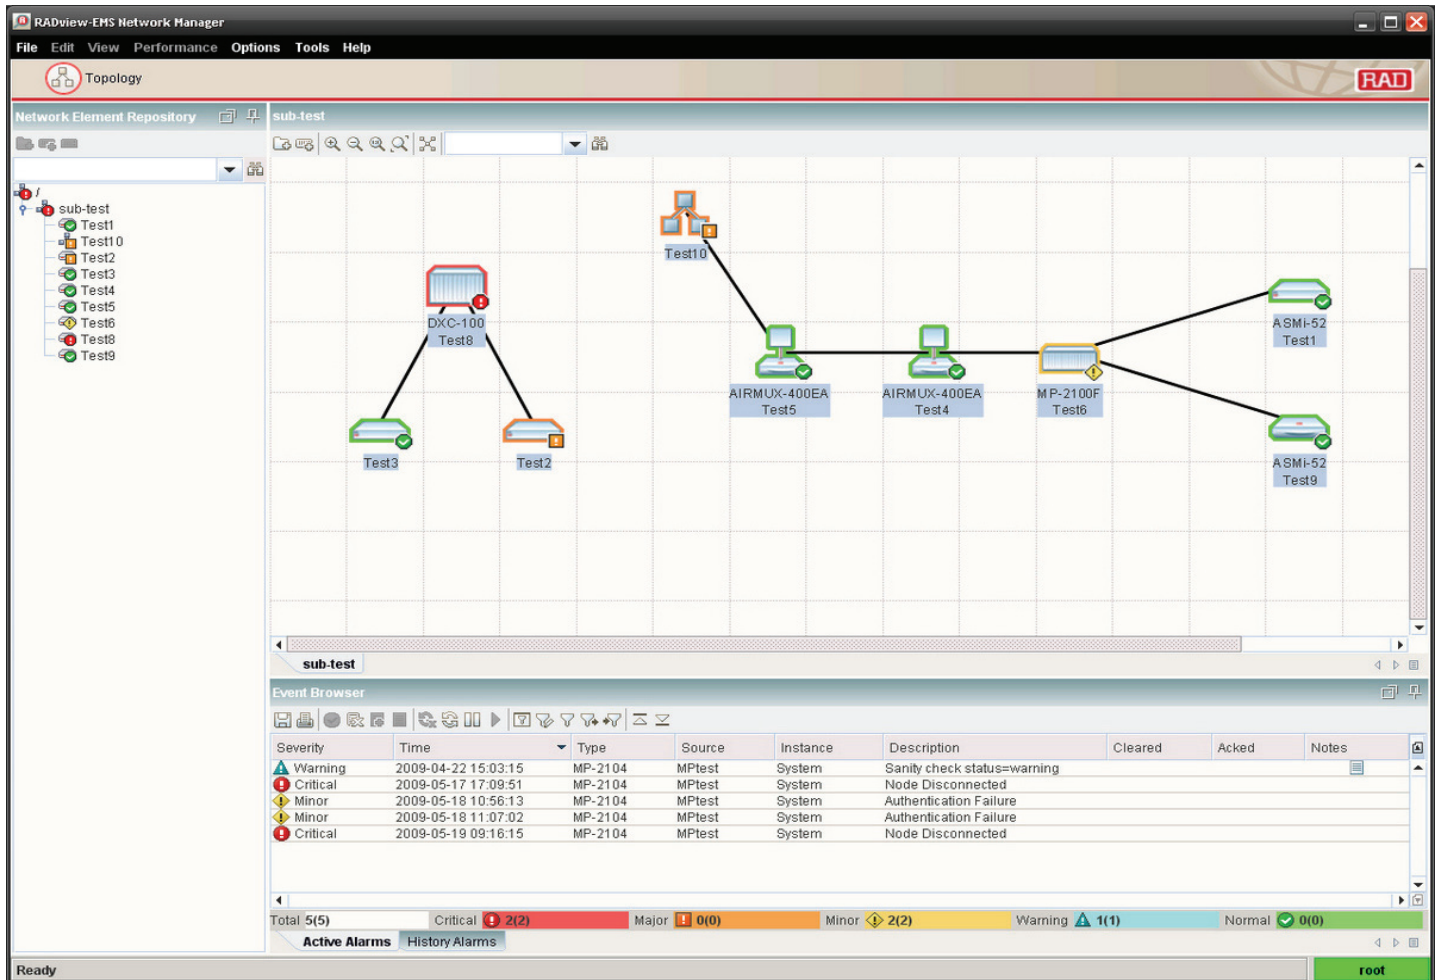 RADview-EMS Network Manager
File Edit View Performance Options Tools Help
Topology
RAD
Network Element Repository
/
sub-test
Test1
Test10
Test2
Test3
Test4
Test5
Test6
Test8
Test9
sub-test
Test10
DXC-100
Test8
ASMi-52
Test1
AIRMUX-400EA
Test5
AIRMUX-400EA
Test4
MP-2100F
Test6
Test3
Test2
ASMi-52
Test9
sub-test
Event Browser
Severity Time Type Source Instance Description Cleared Acked Notes
Warning 2009-04-22 15:03:15 MP-2104 MPtest System Sanity check status=warning
Critical 2009-05-17 17:09:51 MP-2104 MPtest System Node Disconnected
Minor 2009-05-18 10:56:13 MP-2104 MPtest System Authentication Failure
Minor 2009-05-18 11:07:02 MP-2104 MPtest System Authentication Failure
Critical 2009-05-19 09:16:15 MP-2104 MPtest System Node Disconnected
Total 5(5) Critical 2(2) Major 0(0) Minor 2(2) Warning 1(1) Normal 0(0)
Active Alarms History Alarms
Ready root